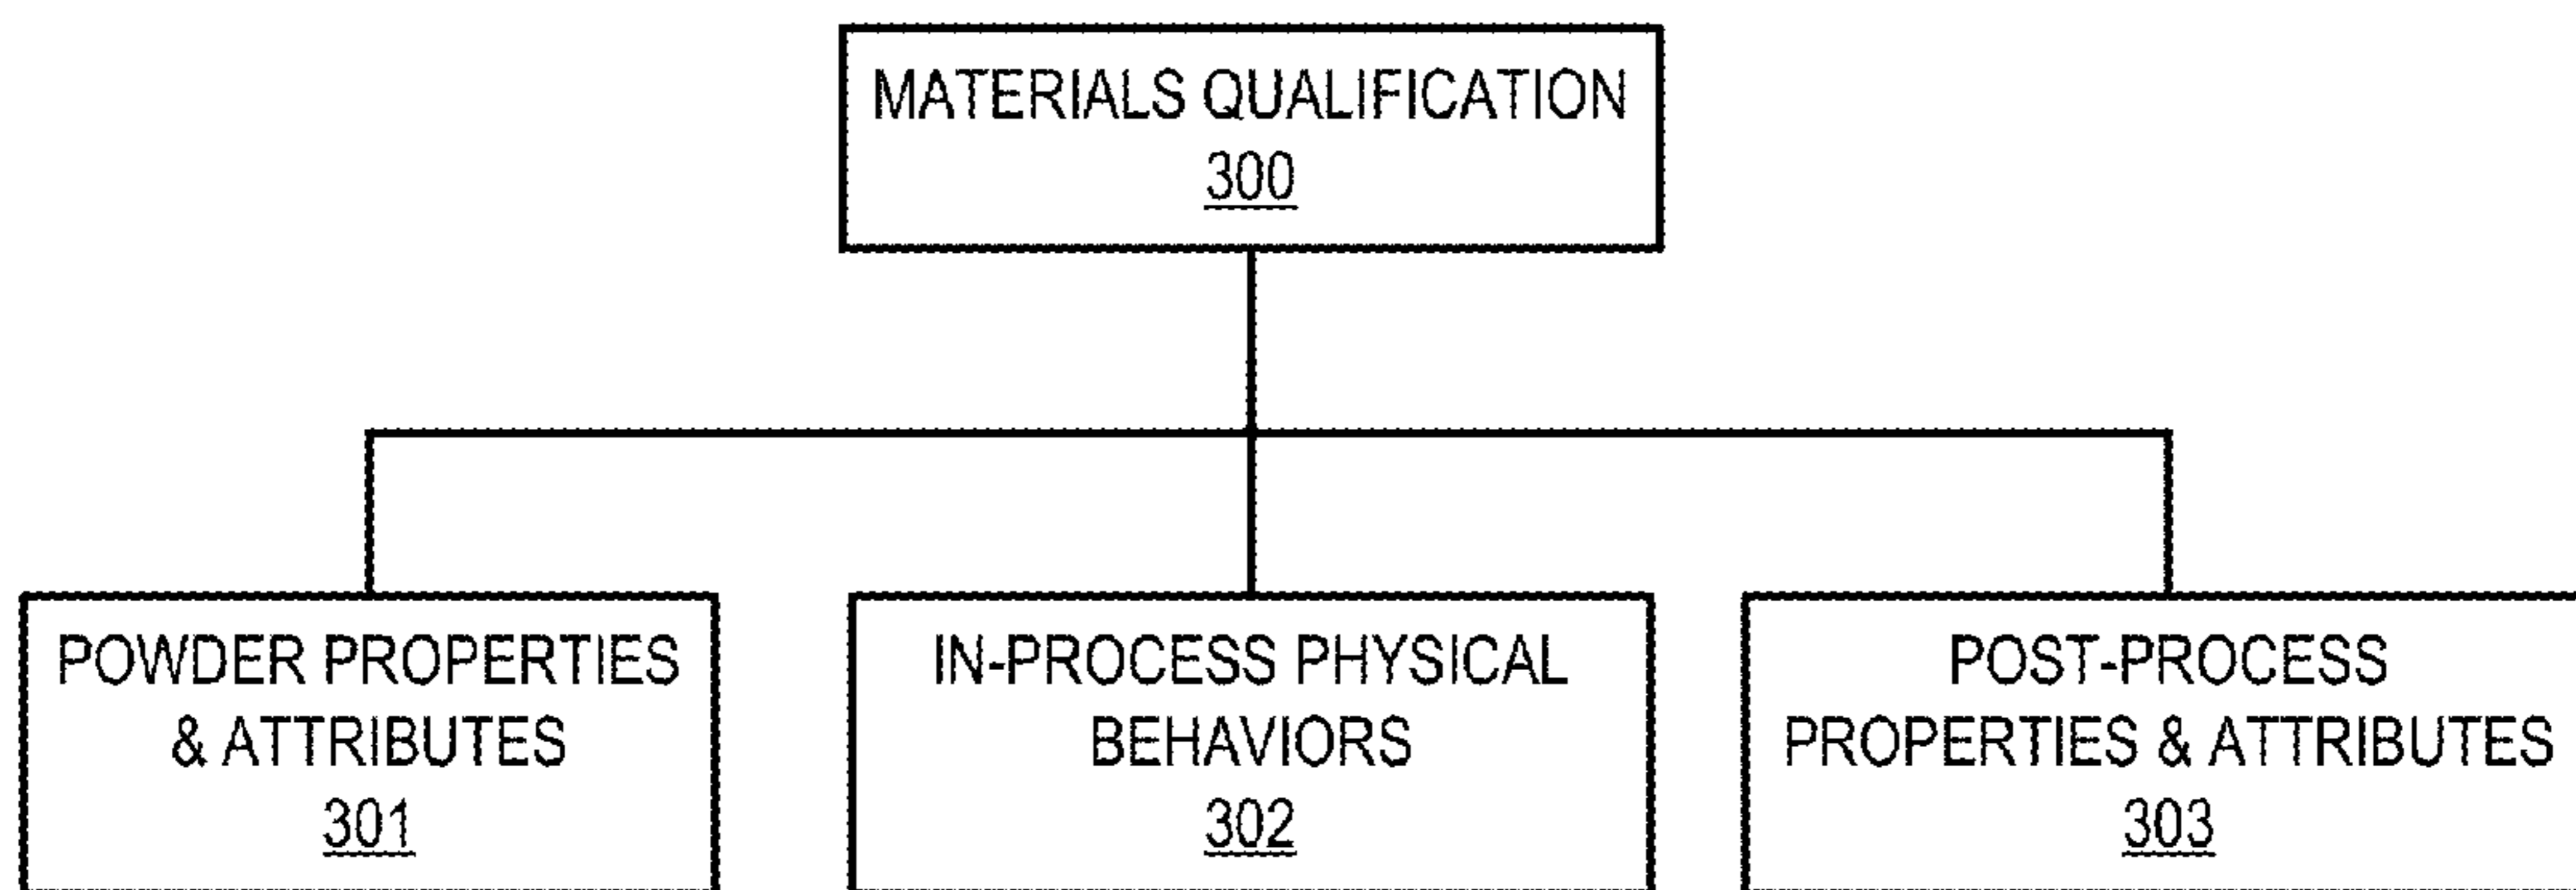 MATERIALS QUALIFICATION
300
POWDER PROPERTIES
& ATTRIBUTES
301
IN-PROCESS PHYSICAL
BEHAVIORS
302
POST-PROCESS
PROPERTIES & ATTRIBUTES
303